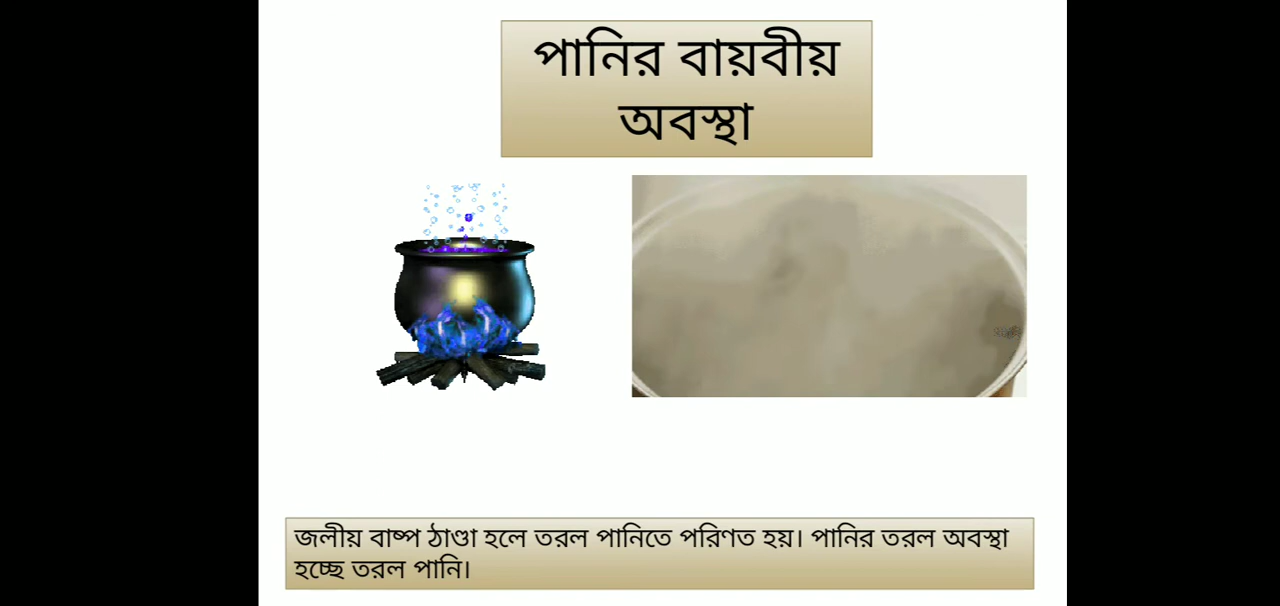 পানির বায়বীয়
অবস্থা
জলীয় বাষ্প ঠাণ্ডা হলে তরল পানিতে পরিণত হয়। পানির তরল অবস্থা
হচ্ছে তরল পানি।